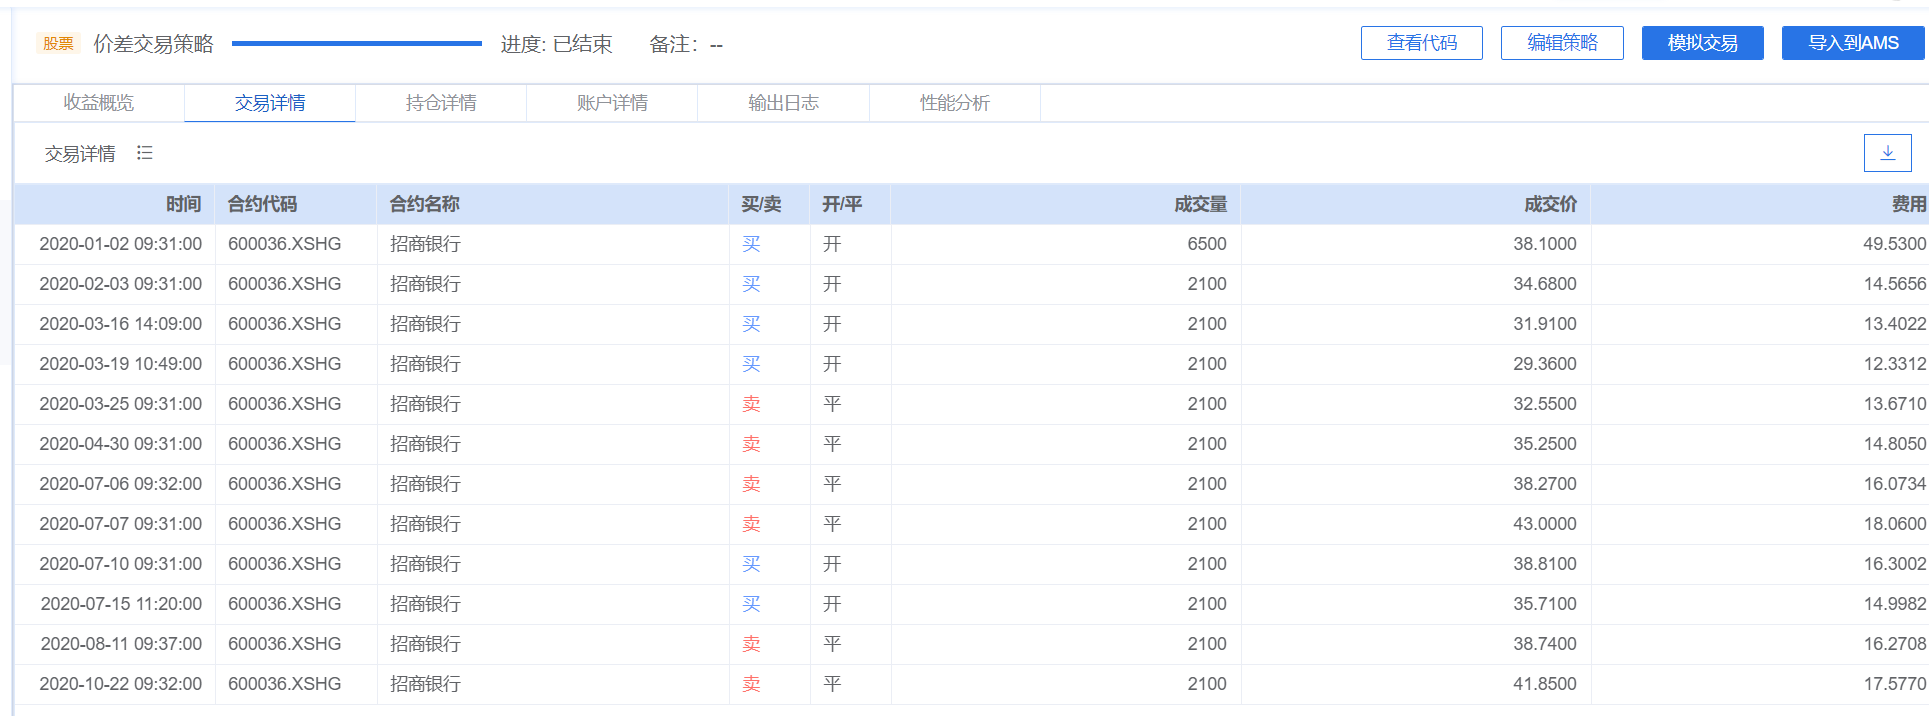 股票 价差交易策略 进度: 已结束 备注: -- 查看代码 编辑策略 模拟交易 导入到AMS
收益概览 交易详情 持仓详情 账户详情 输出日志 性能分析
交易详情
时间 合约代码 合约名称 买/卖 开/平 成交量 成交价 费用
2020-01-02 09:31:00 600036.XSHG 招商银行 买 开 6500 38.1000 49.5300
2020-02-03 09:31:00 600036.XSHG 招商银行 买 开 2100 34.6800 14.5656
2020-03-16 14:09:00 600036.XSHG 招商银行 买 开 2100 31.9100 13.4022
2020-03-19 10:49:00 600036.XSHG 招商银行 买 开 2100 29.3600 12.3312
2020-03-25 09:31:00 600036.XSHG 招商银行 卖 平 2100 32.5500 13.6710
2020-04-30 09:31:00 600036.XSHG 招商银行 卖 平 2100 35.2500 14.8050
2020-07-06 09:32:00 600036.XSHG 招商银行 卖 平 2100 38.2700 16.0734
2020-07-07 09:31:00 600036.XSHG 招商银行 卖 平 2100 43.0000 18.0600
2020-07-10 09:31:00 600036.XSHG 招商银行 买 开 2100 38.8100 16.3002
2020-07-15 11:20:00 600036.XSHG 招商银行 买 开 2100 35.7100 14.9982
2020-08-11 09:37:00 600036.XSHG 招商银行 卖 平 2100 38.7400 16.2708
2020-10-22 09:32:00 600036.XSHG 招商银行 卖 平 2100 41.8500 17.5770